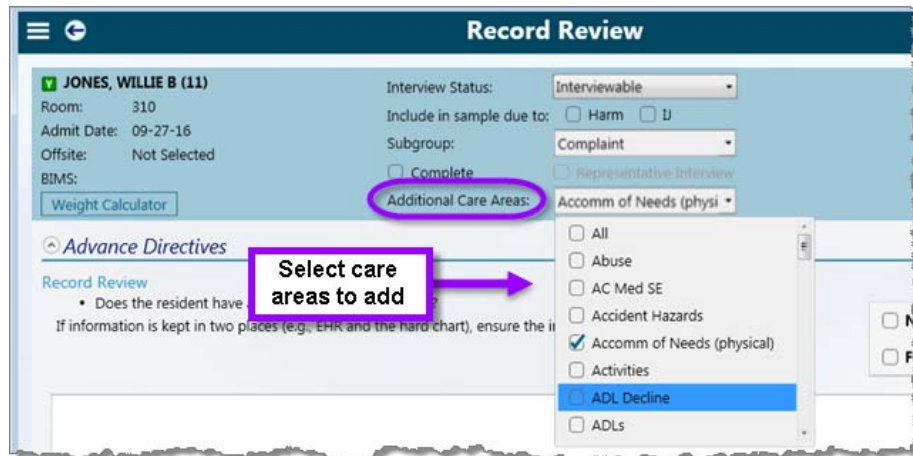 Record Review
Y JONES, WILLIE B (11)
Room: 310
Admit Date: 09-27-16
Offsite: Not Selected
BIMS:
Weight Calculator
Interview Status: Interviewable
Include in sample due to: Harm IJ
Subgroup: Complaint
Complete Representative Interview
Additional Care Areas: Accomm of Needs (physi
All
Abuse
AC Med SE
Accident Hazards
Accomm of Needs (physical)
Activities
ADL Decline
ADLs
Advance Directives
Select care
areas to add
Record Review
• Does the resident have
If information is kept in two places (e.g., EHR and the hard chart), ensure the